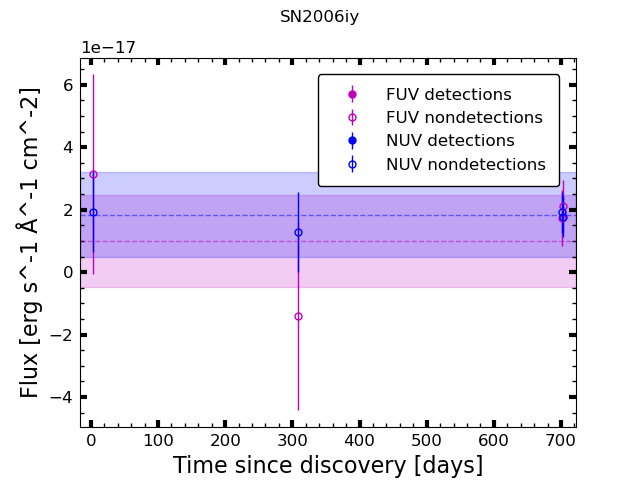 SN2006iy
1e−17
FUV detections
FUV nondetections
NUV detections
NUV nondetections
6
4
2
0
−2
−4
Flux [erg s^-1 Å^-1 cm^-2]
0 100 200 300 400 500 600 700
Time since discovery [days]